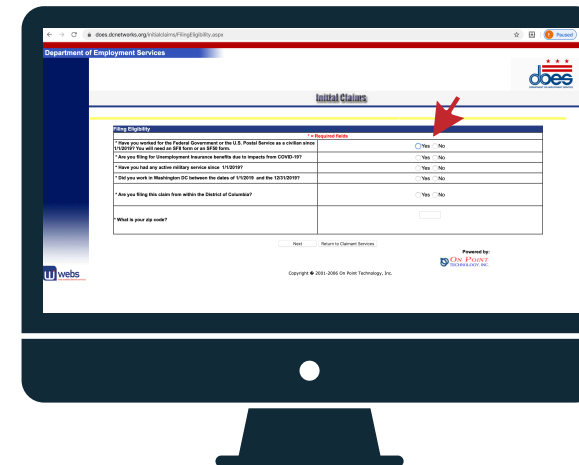 does.dcnetworks.org/initialclaims/FilingEligibility.aspx
Paused
Department of Employment Services
does
Initial Claims
Filing Eligibility
* = Required fields
* Have you worked for the Federal Government or the U.S. Postal Service as a civilian since
1/1/2019? You will need an SF8 form or an SF50 form.
Yes No
* Are you filing for Unemployment Insurance benefits due to impacts from COVID-19?
Yes No
* Have you had any active military service since 1/1/2019?
Yes No
* Did you work in Washington DC between the dates of 1/1/2019 and the 12/31/2019?
Yes No
* Are you filing this claim from within the District of Columbia?
Yes No
* What is your zip code?
Next Return to Claimant Services
Powered by:
ON POINT
TECHNOLOGY, INC
webs
Copyright � 2001-2006 On Point Technology, Inc.